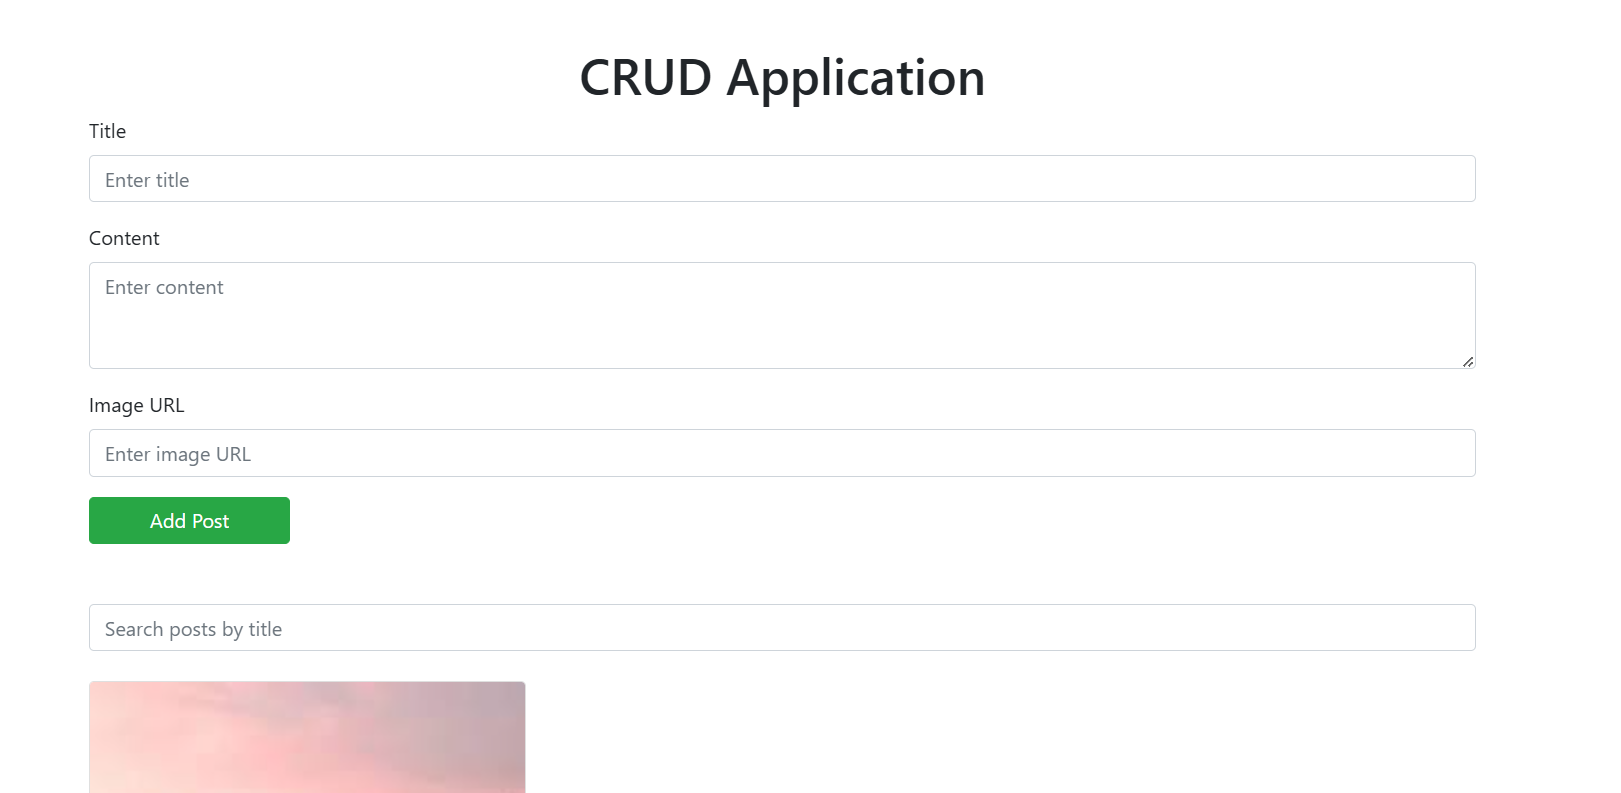 CRUD Application
Title
Enter title
Content
Enter content
Image URL
Enter image URL
Add Post
Search posts by title